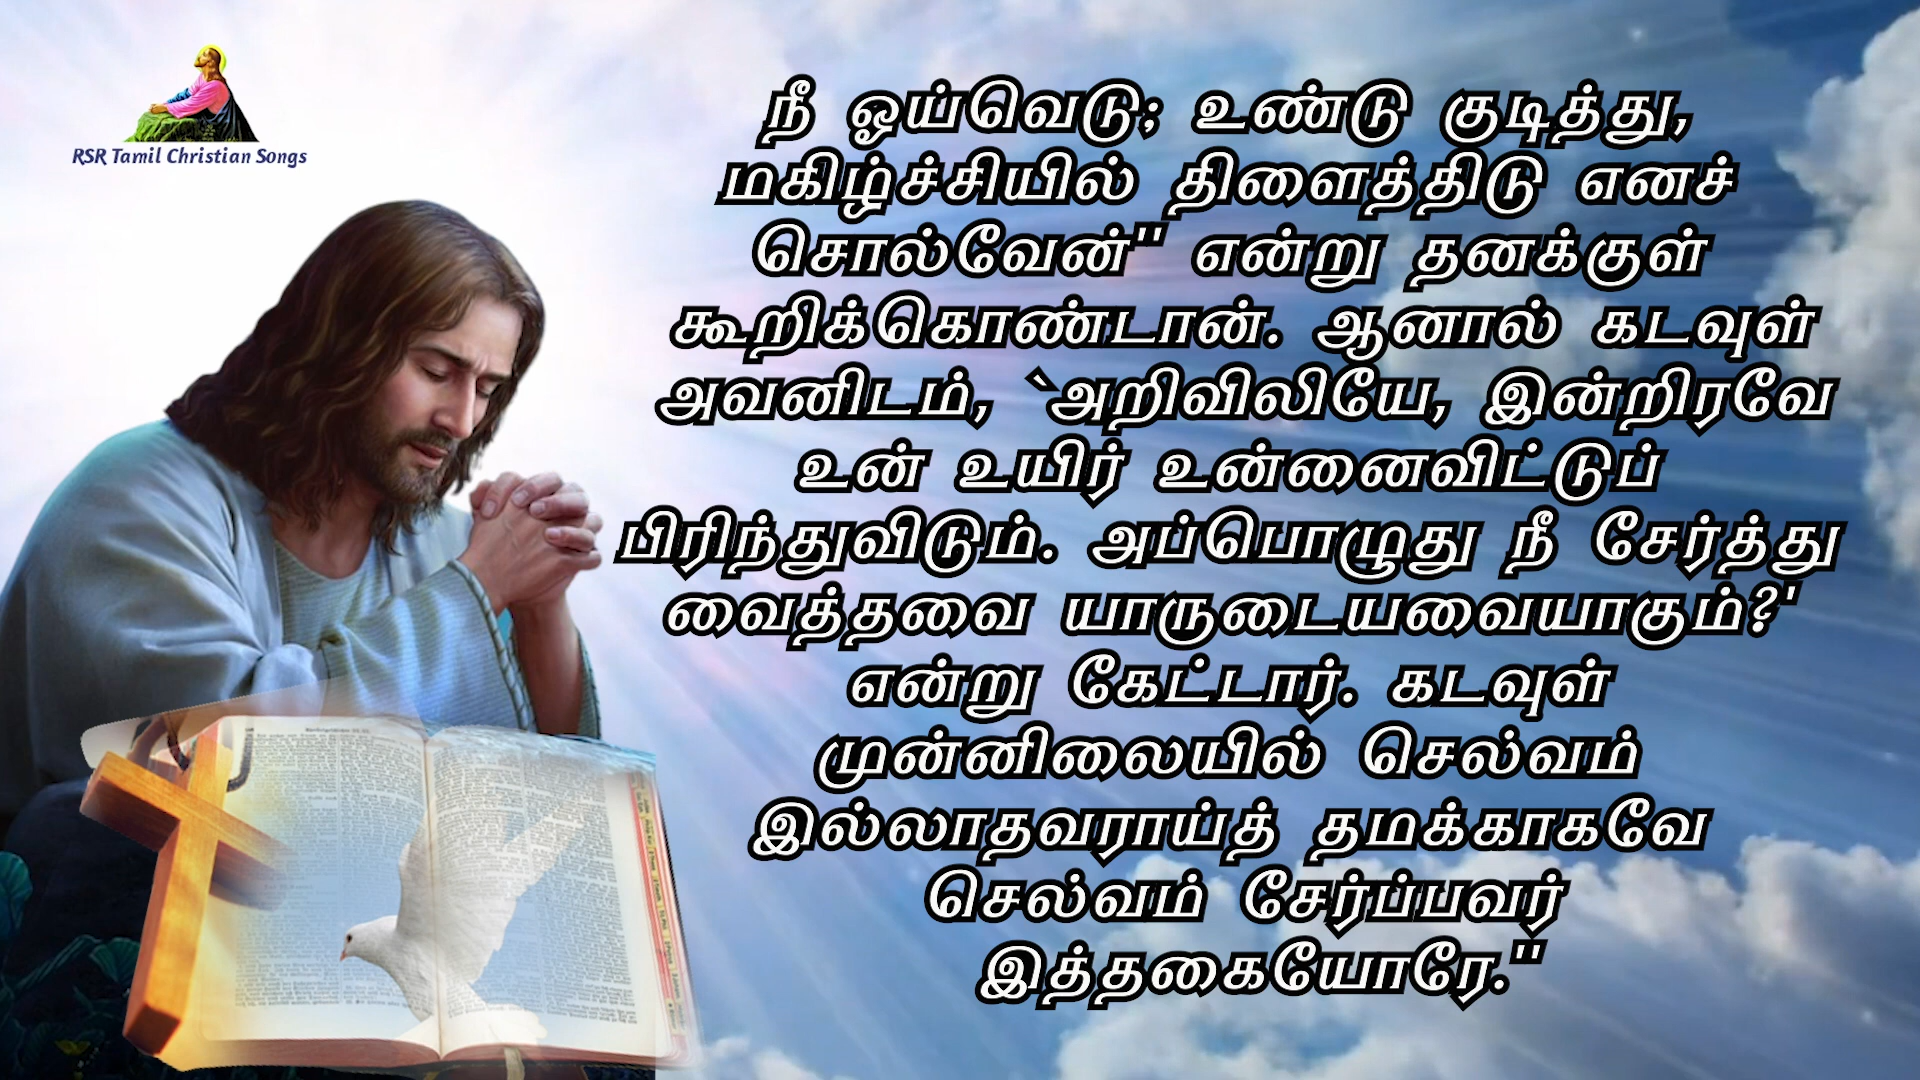 RSR Tamil Christian Songs
நீ ஓய்வெடு; உண்டு குடித்து,
மகிழ்ச்சியில் திளைத்திடு எனச்
சொல்வேன்" என்று தனக்குள்
கூறிக்கொண்டான். ஆனால் கடவுள்
அவனிடம், `அறிவிலியே, இன்றிரவே
உன் உயிர் உன்னைவிட்டுப்
பிரிந்துவிடும். அப்பொழுது நீ சேர்த்து
வைத்தவை யாருடையவையாகும்?'
என்று கேட்டார். கடவுள்
முன்னிலையில் செல்வம்
இல்லாதவராய்த் தமக்காகவே
செல்வம் சேர்ப்பவர்
இத்தகையோரே."